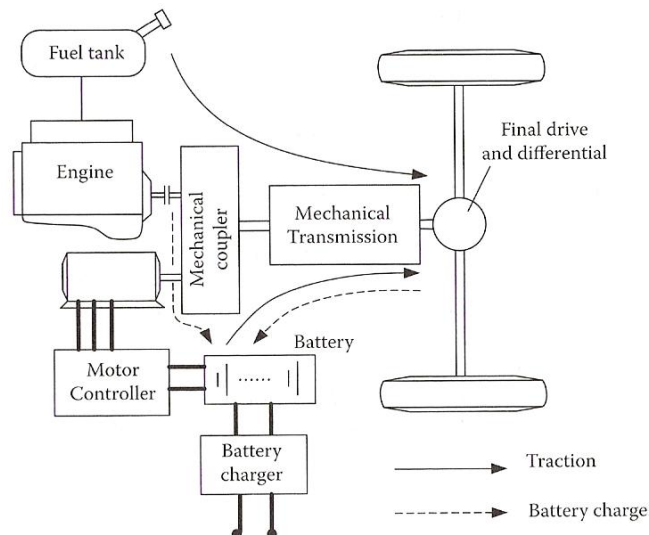 Fuel tank
Engine
Mechanical
coupler
Mechanical
Transmission
Final drive
and differential
Battery
Motor
Controller
Battery
charger
Traction
Battery charge